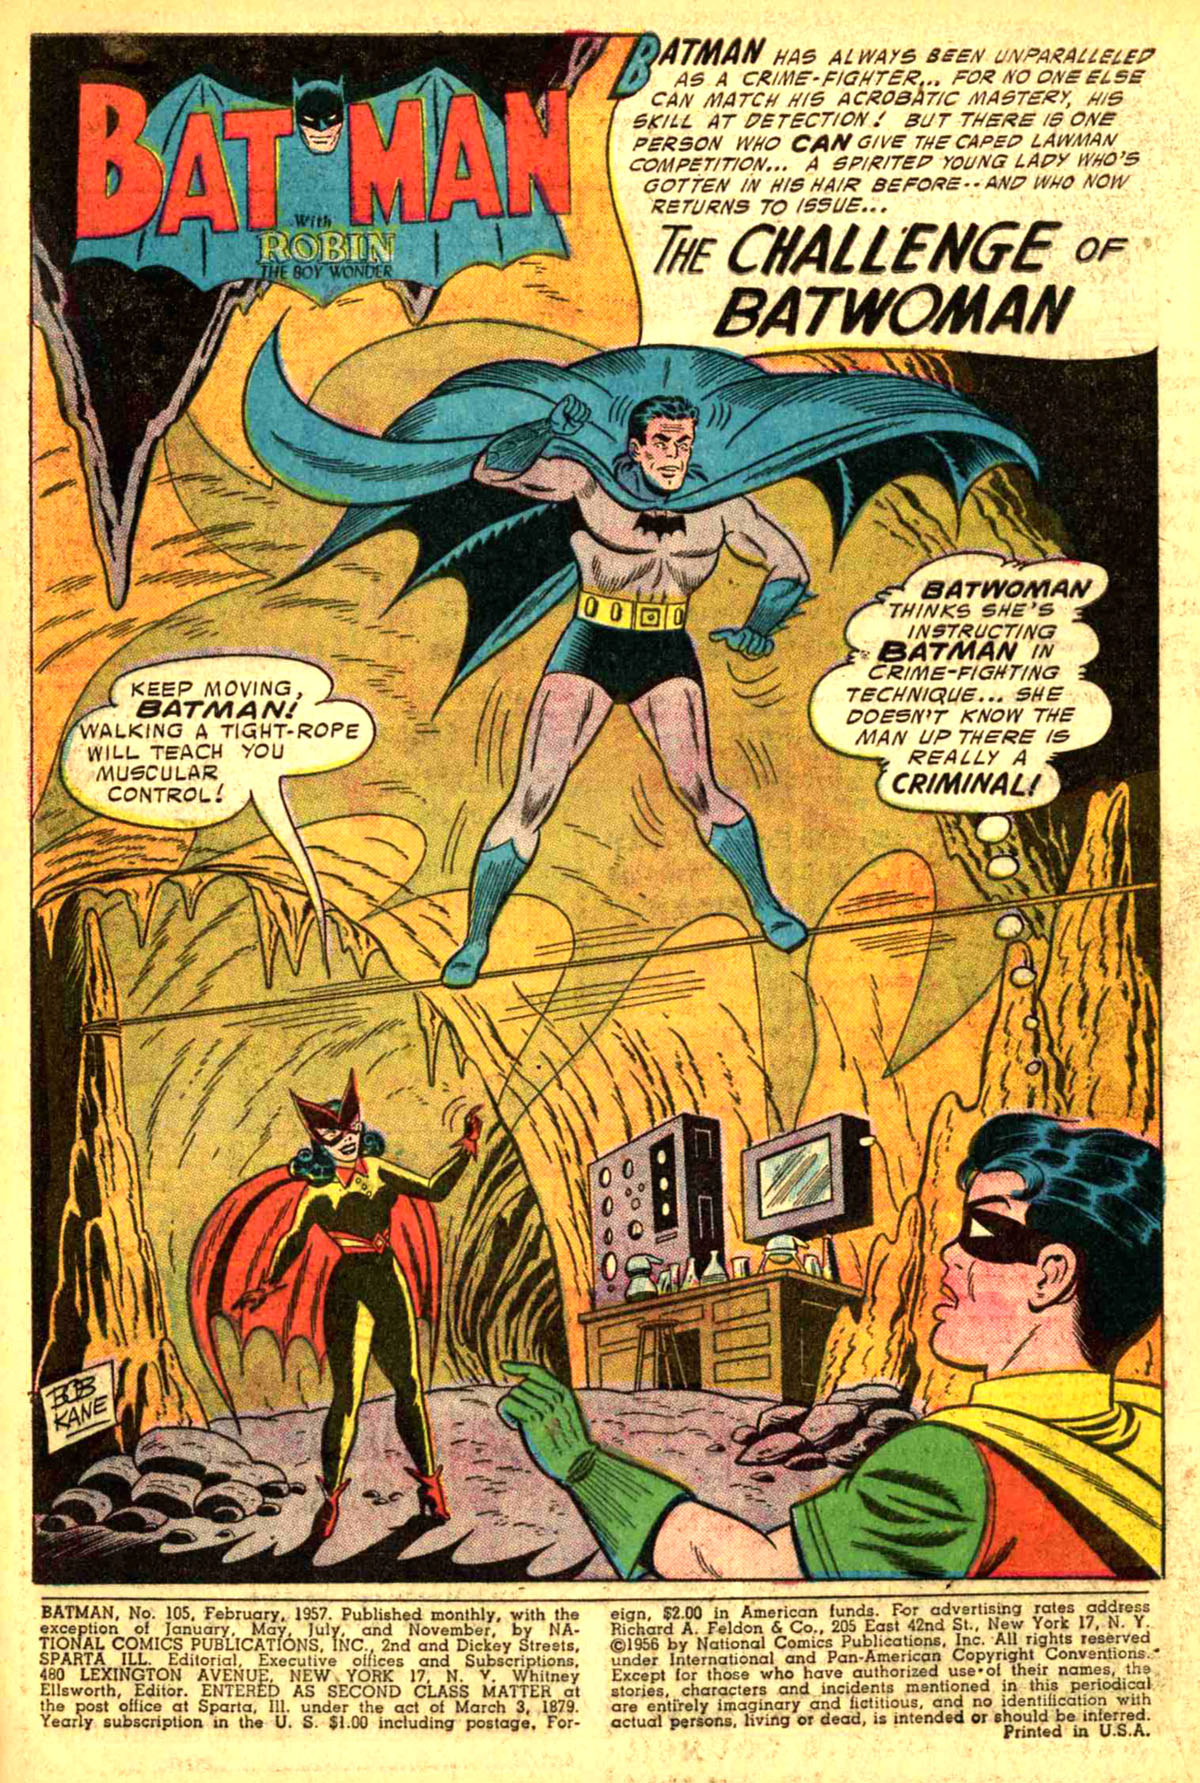 BATMAN
With
ROBIN
THE BOY WONDER
BATMAN HAS ALWAYS BEEN UNPARALLELED
AS A CRIME-FIGHTER... FOR NO ONE ELSE
CAN MATCH HIS ACROBATIC MASTERY, HIS
SKILL AT DETECTION! BUT THERE IS ONE
PERSON WHO CAN GIVE THE CAPED LAWMAN
COMPETITION... A SPIRITED YOUNG LADY WHO'S
GOTTEN IN HIS HAIR BEFORE--AND WHO NOW
RETURNS TO ISSUE...
THE CHALLENGE OF
BATWOMAN
KEEP MOVING,
BATMAN!
WALKING A TIGHT-ROPE
WILL TEACH YOU
MUSCULAR
CONTROL!
BATWOMAN
THINKS SHE'S
INSTRUCTING
BATMAN IN
CRIME-FIGHTING
TECHNIQUE... SHE
DOESN'T KNOW THE
MAN UP THERE IS
REALLY A
CRIMINAL!
BOB
KANE
BATMAN, No. 105, February, 1957. Published monthly, with the
exception of January, May, July, and November, by NA-
TIONAL COMICS PUBLICATIONS, INC., 2nd and Dickey Streets,
SPARTA ILL. Editorial, Executive offices and Subscriptions,
480 LEXINGTON AVENUE, NEW YORK 17, N. Y. Whitney
Ellsworth, Editor. ENTERED AS SECOND CLASS MATTER at
the post office at Sparta, Ill. under the act of March 3, 1879.
Yearly subscription in the U. S. $1.00 including postage. For-
eign, $2.00 in American funds. For advertising rates address
Richard A. Feldon & Co., 205 East 42nd St., New York 17, N. Y.
©1956 by National Comics Publications, Inc. All rights reserved
under International and Pan-American Copyright Conventions.
Except for those who have authorized use of their names, the
stories, characters and incidents mentioned in this periodical
are entirely imaginary and fictitious, and no identification with
actual persons, living or dead, is intended or should be inferred.
Printed in U.S.A.